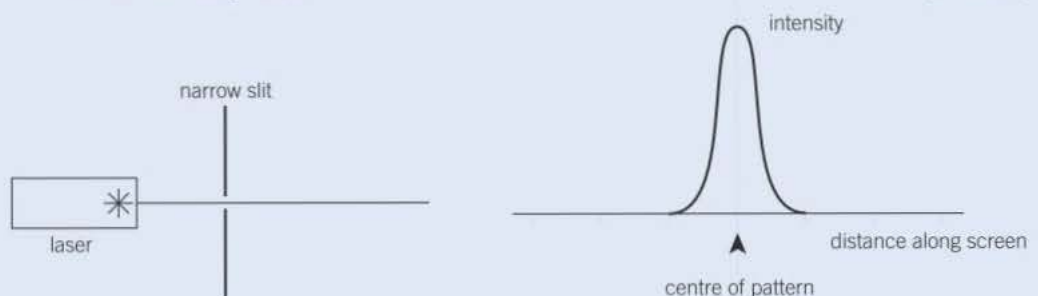 narrow slit
laser
intensity
distance along screen
centre of pattern